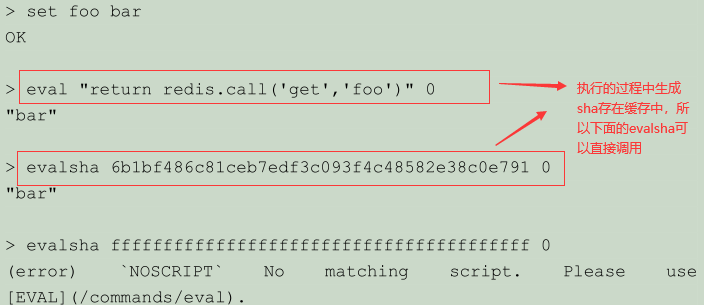 > set foo bar
OK
> eval "return redis.call('get','foo')" 0
"bar"
执行的过程中生成
sha存在缓存中，所
以下面的evalsha可
以直接调用
> evalsha 6b1bf486c81ceb7edf3c093f4c48582e38c0e791 0
"bar"
> evalsha ffffffffffffffffffffffffffffffffffffffff 0
(error) `NOSCRIPT` No matching script. Please use
[EVAL](/commands/eval).